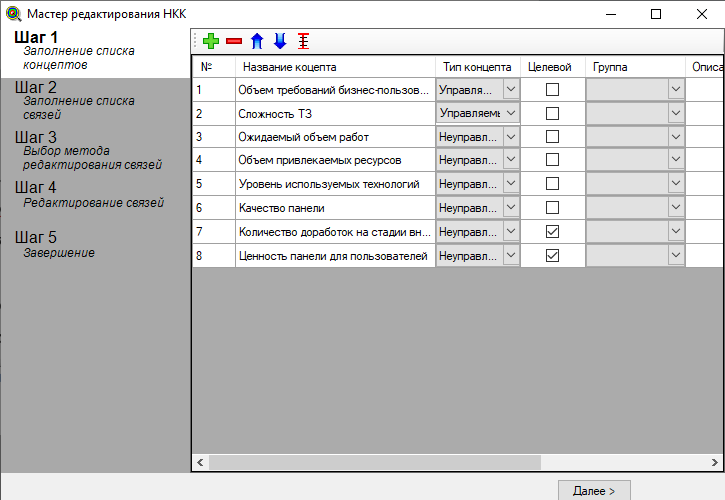 Мастер редактирования НКК
Шаг 1
Заполнение списка
концептов
Шаг 2
Заполнение списка
связей
Шаг 3
Выбор метода
редактирования связей
Шаг 4
Редактирование связей
Шаг 5
Завершение
№ Название коцепта Тип концепта Целевой Группа Описа
1 Объем требований бизнес-пользов... Управля...
2 Сложность ТЗ Управляемы
3 Ожидаемый объем работ Неуправл...
4 Объем привлекаемых ресурсов Неуправл...
5 Уровень используемых технологий Неуправл...
6 Качество панели Неуправл...
7 Количество доработок на стадии вн... Неуправл...
8 Ценность панели для пользователей Неуправл...
Далее >